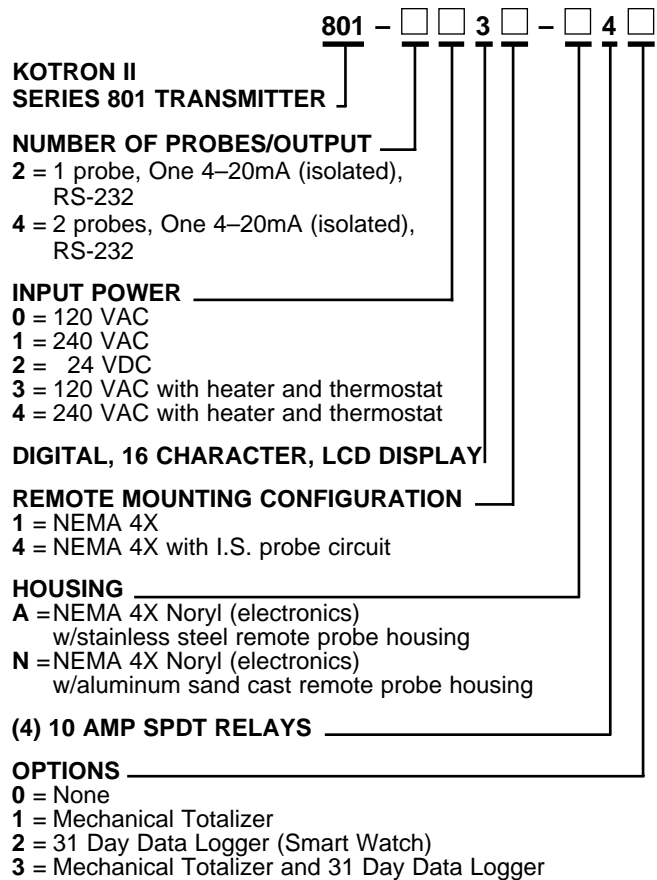 801 – □ □ 3 □ – □ 4 □
KOTRON II
SERIES 801 TRANSMITTER
NUMBER OF PROBES/OUTPUT
2 = 1 probe, One 4–20mA (isolated),
RS-232
4 = 2 probes, One 4–20mA (isolated),
RS-232
INPUT POWER
0 = 120 VAC
1 = 240 VAC
2 = 24 VDC
3 = 120 VAC with heater and thermostat
4 = 240 VAC with heater and thermostat
DIGITAL, 16 CHARACTER, LCD DISPLAY
REMOTE MOUNTING CONFIGURATION
1 = NEMA 4X
4 = NEMA 4X with I.S. probe circuit
HOUSING
A = NEMA 4X Noryl (electronics)
w/stainless steel remote probe housing
N = NEMA 4X Noryl (electronics)
w/aluminum sand cast remote probe housing
(4) 10 AMP SPDT RELAYS
OPTIONS
0 = None
1 = Mechanical Totalizer
2 = 31 Day Data Logger (Smart Watch)
3 = Mechanical Totalizer and 31 Day Data Logger